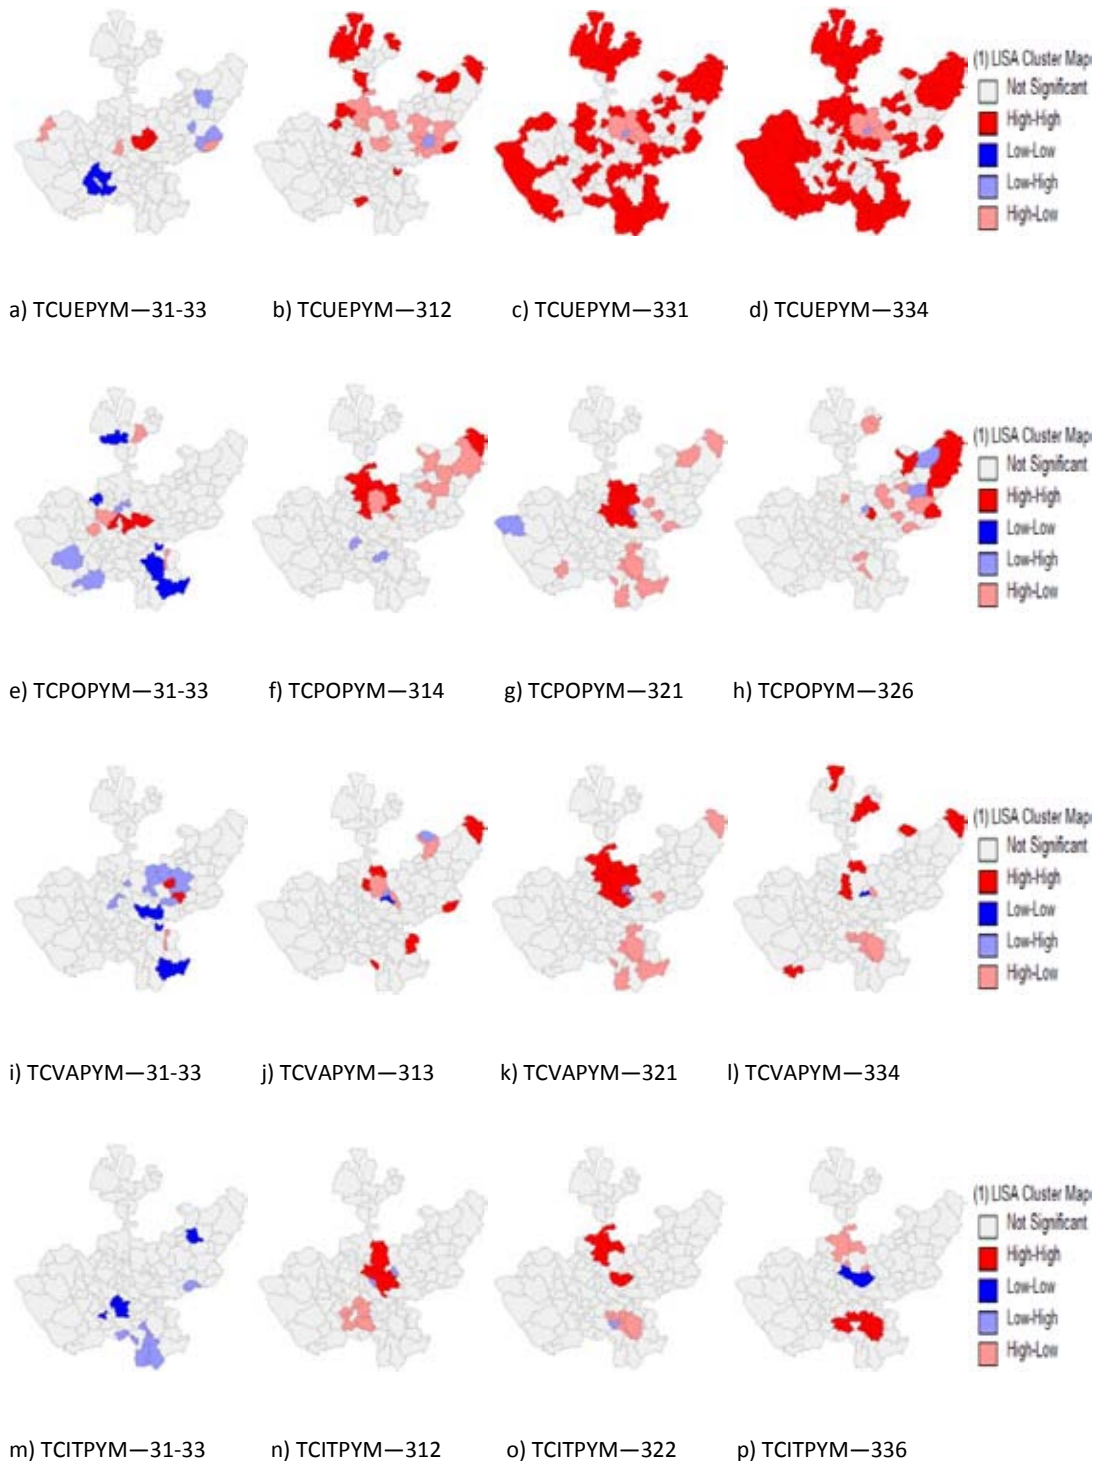 (1) LISA Cluster Map
Not Significant
High-High
Low-Low
Low-High
High-Low
a) TCUEPYM—31-33 b) TCUEPYM—312 c) TCUEPYM—331 d) TCUEPYM—334
(1) LISA Cluster Map
Not Significant
High-High
Low-Low
Low-High
High-Low
e) TCPOPYM—31-33 f) TCPOPYM—314 g) TCPOPYM—321 h) TCPOPYM—326
(1) LISA Cluster Map
Not Significant
High-High
Low-Low
Low-High
High-Low
i) TCVAPYM—31-33 j) TCVAPYM—313 k) TCVAPYM—321 l) TCVAPYM—334
(1) LISA Cluster Map
Not Significant
High-High
Low-Low
Low-High
High-Low
m) TCITPYM—31-33 n) TCITPYM—312 o) TCITPYM—322 p) TCITPYM—336